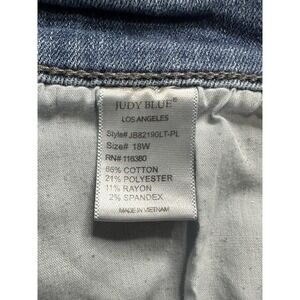 JUDY BLUE®
LOS ANGELES
Style# JB82190LT-PL
Size# 18W
RN# 116380
66% COTTON
21% POLYESTER
11% RAYON
2% SPANDEX
MADE IN VIETNAM